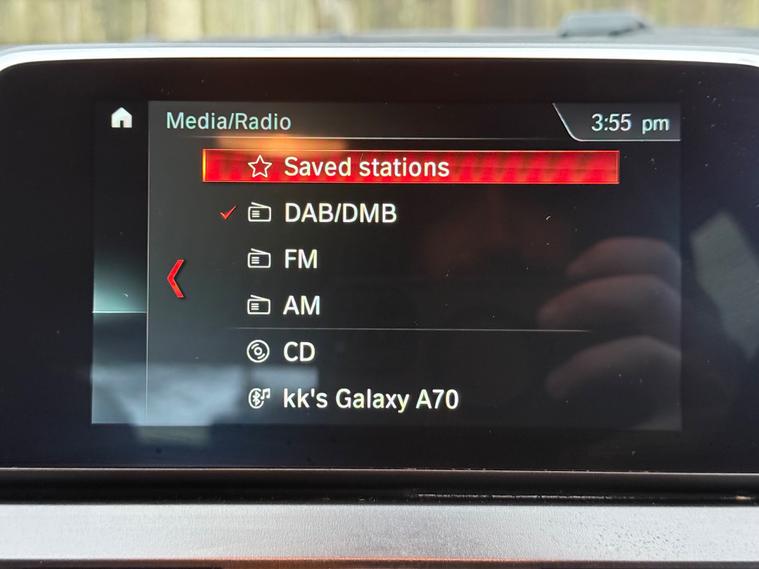 Media/Radio
3:55 pm
Saved stations
DAB/DMB
FM
AM
CD
kk's Galaxy A70